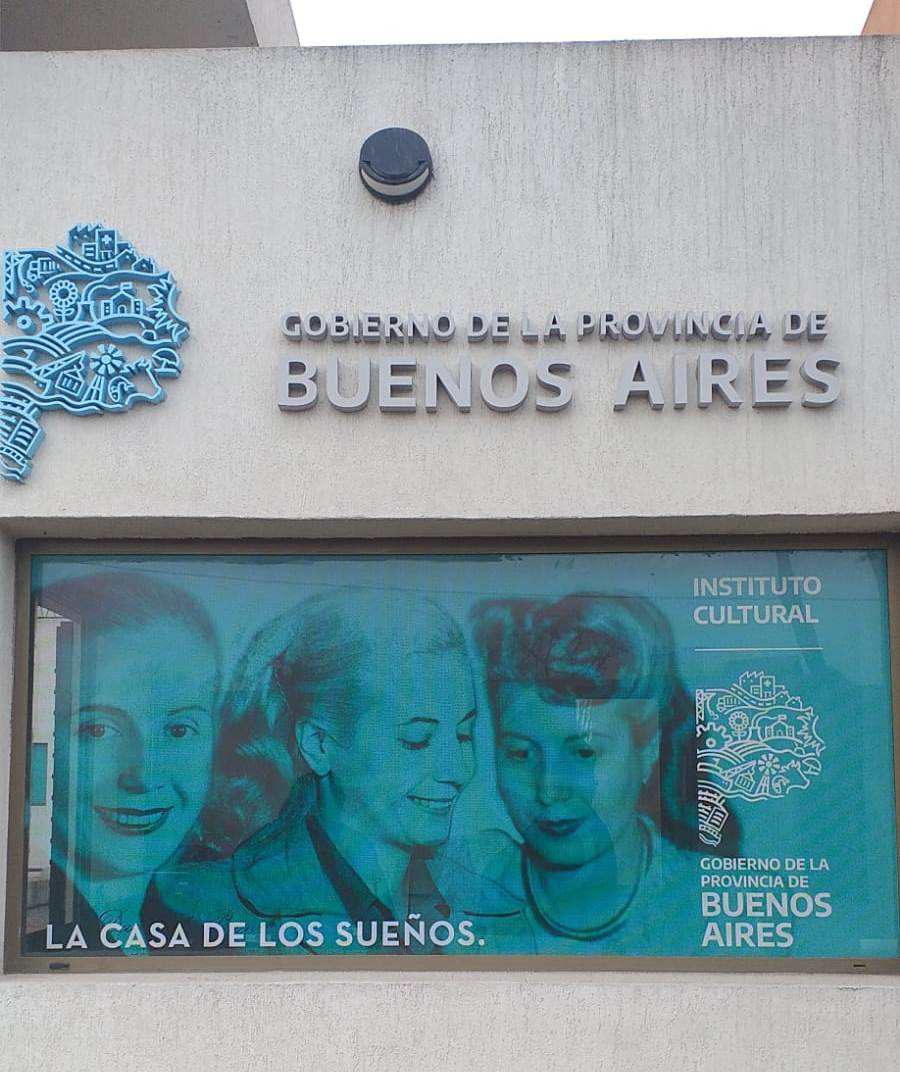 GOBIERNO DE LA PROVINCIA DE
BUENOS AIRES
INSTITUTO
CULTURAL
GOBIERNO DE LA
PROVINCIA DE
BUENOS
AIRES
LA CASA DE LOS SUEÑOS.